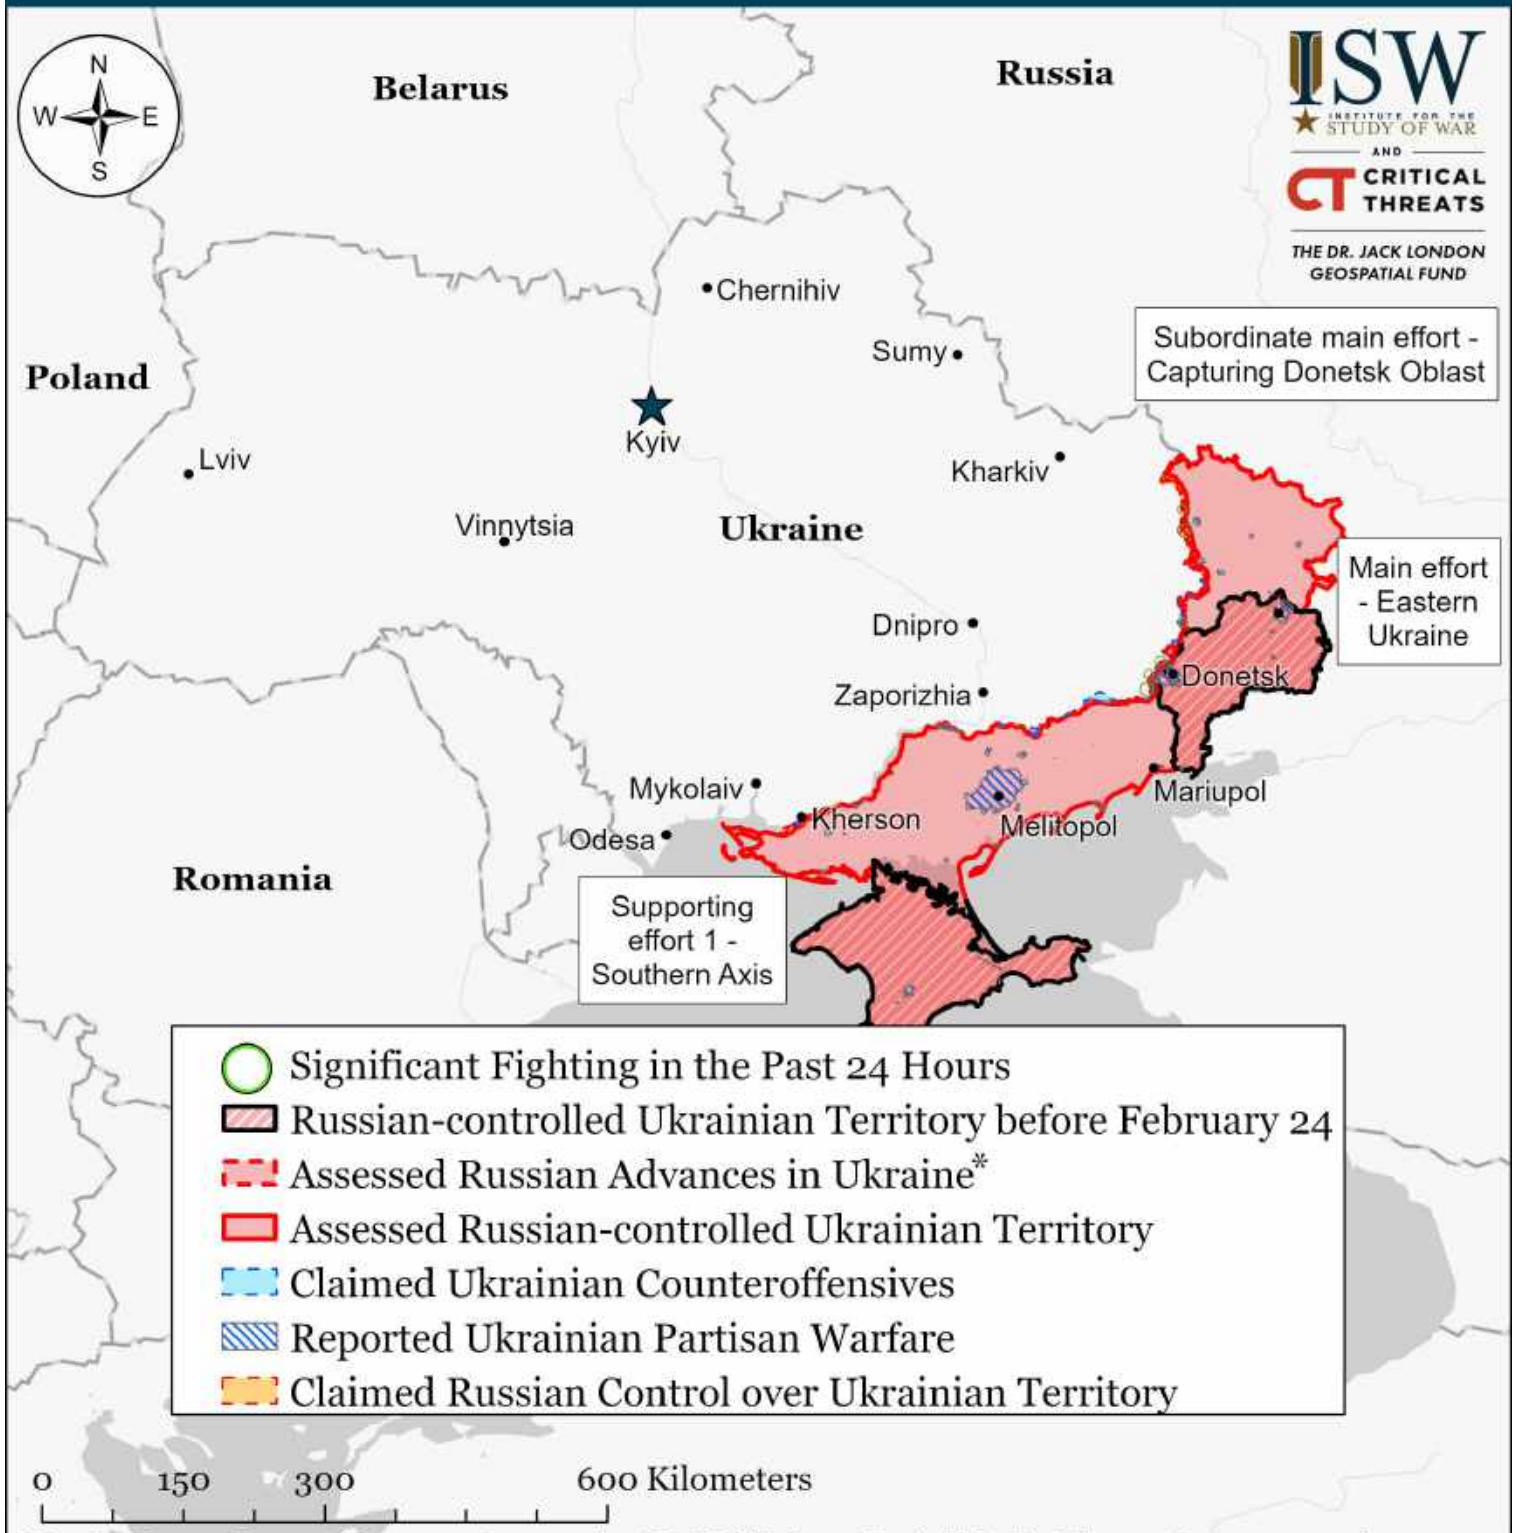 N
W E
S
Belarus
Russia
ISW
INSTITUTE FOR THE
STUDY OF WAR
AND
CT CRITICAL
THREATS
THE DR. JACK LONDON
GEOSPATIAL FUND
Chernihiv
Subordinate main effort -
Capturing Donetsk Oblast
Sumy
Poland
Kyiv
Lviv
Kharkiv
Vinnytsia
Ukraine
Main effort
- Eastern
Ukraine
Dnipro
Donetsk
Zaporizhia
Mykolaiv
Mariupol
Kherson
Melitopol
Odesa
Romania
Supporting
effort 1 -
Southern Axis
Significant Fighting in the Past 24 Hours
Russian-controlled Ukrainian Territory before February 24
Assessed Russian Advances in Ukraine*
Assessed Russian-controlled Ukrainian Territory
Claimed Ukrainian Counteroffensives
Reported Ukrainian Partisan Warfare
Claimed Russian Control over Ukrainian Territory
0 150 300 600 Kilometers